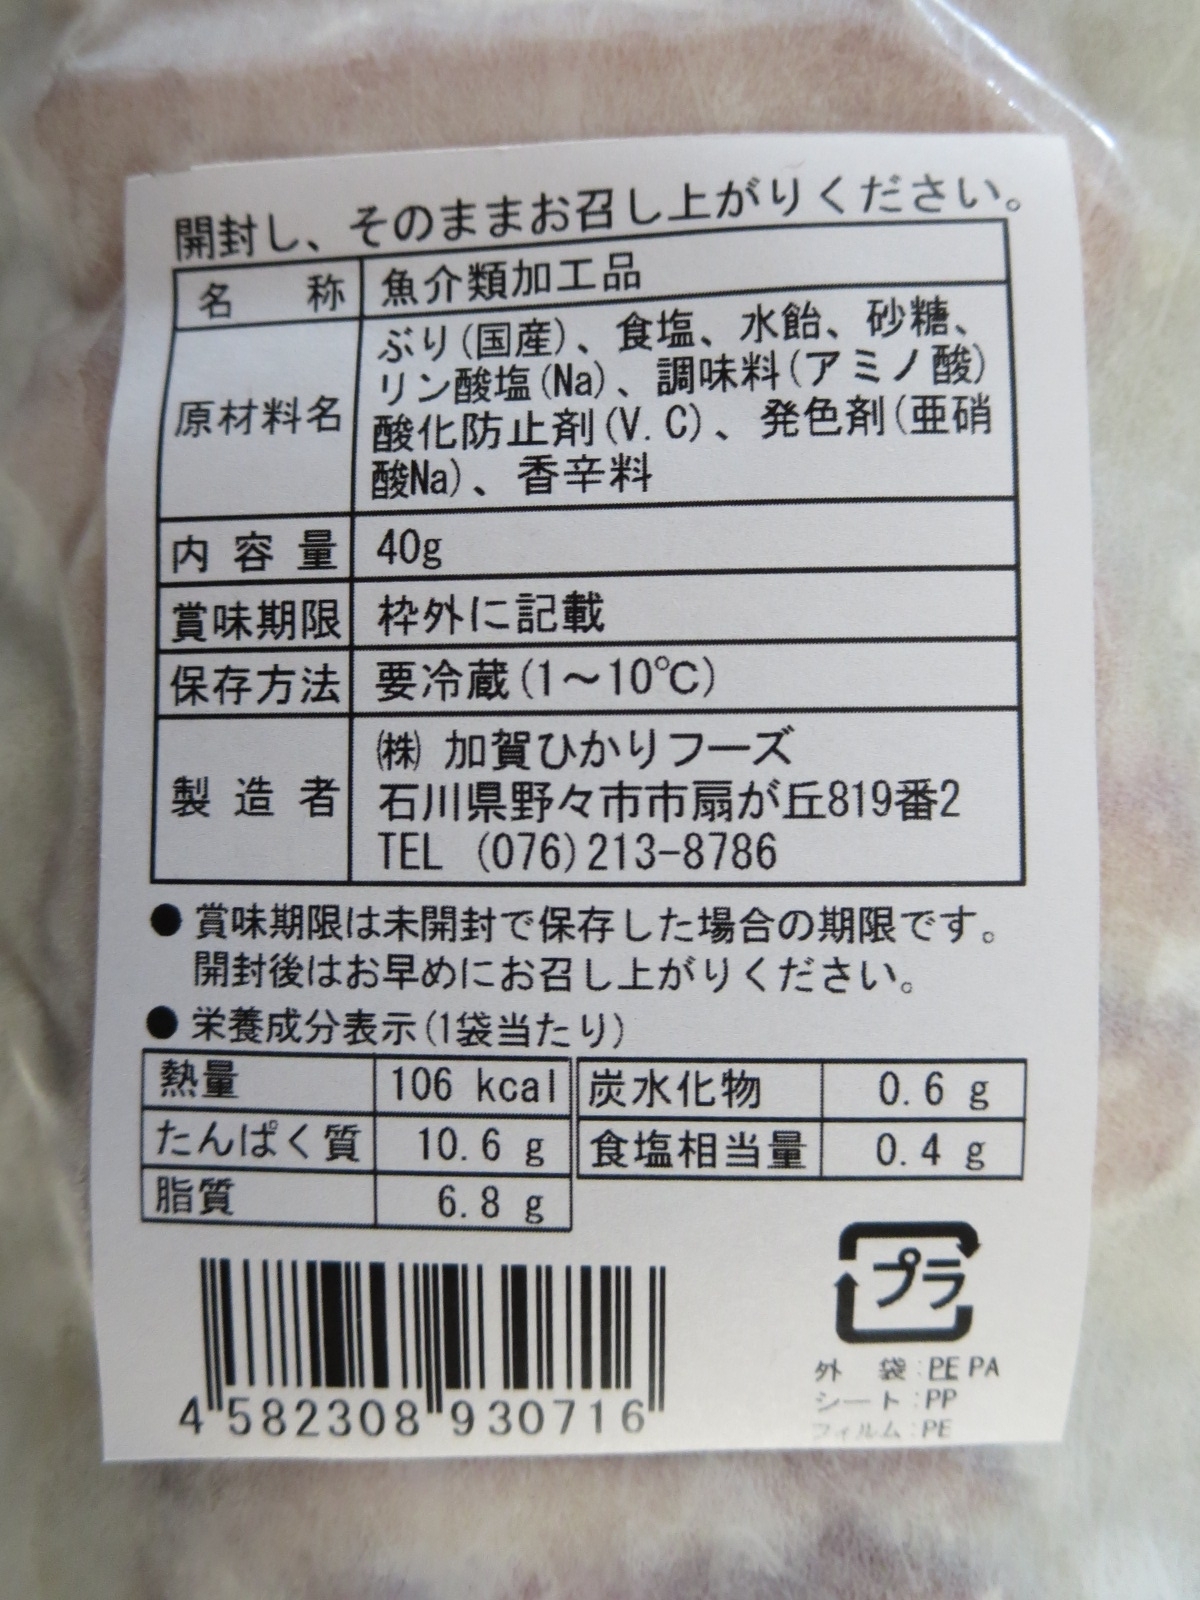 開封し、そのままお召し上がりください。
名　称 魚介類加工品
原材料名 ぶり(国産)、食塩、水飴、砂糖、
リン酸塩(Na)、調味料(アミノ酸)
酸化防止剤(V.C)、発色剤(亜硝
酸Na)、香辛料
内容量 40g
賞味期限 枠外に記載
保存方法 要冷蔵(1～10℃)
製造者 ㈱ 加賀ひかりフーズ
石川県野々市市扇が丘819番2
TEL (076)213-8786
●賞味期限は未開封で保存した場合の期限です。
開封後はお早めにお召し上がりください。
●栄養成分表示(1袋当たり)
熱量 106 kcal 炭水化物 0.6 g
たんぱく質 10.6 g 食塩相当量 0.4 g
脂質 6.8 g
プラ
外　袋:PE PA
シート:PP
フィルム:PE
4582308930716